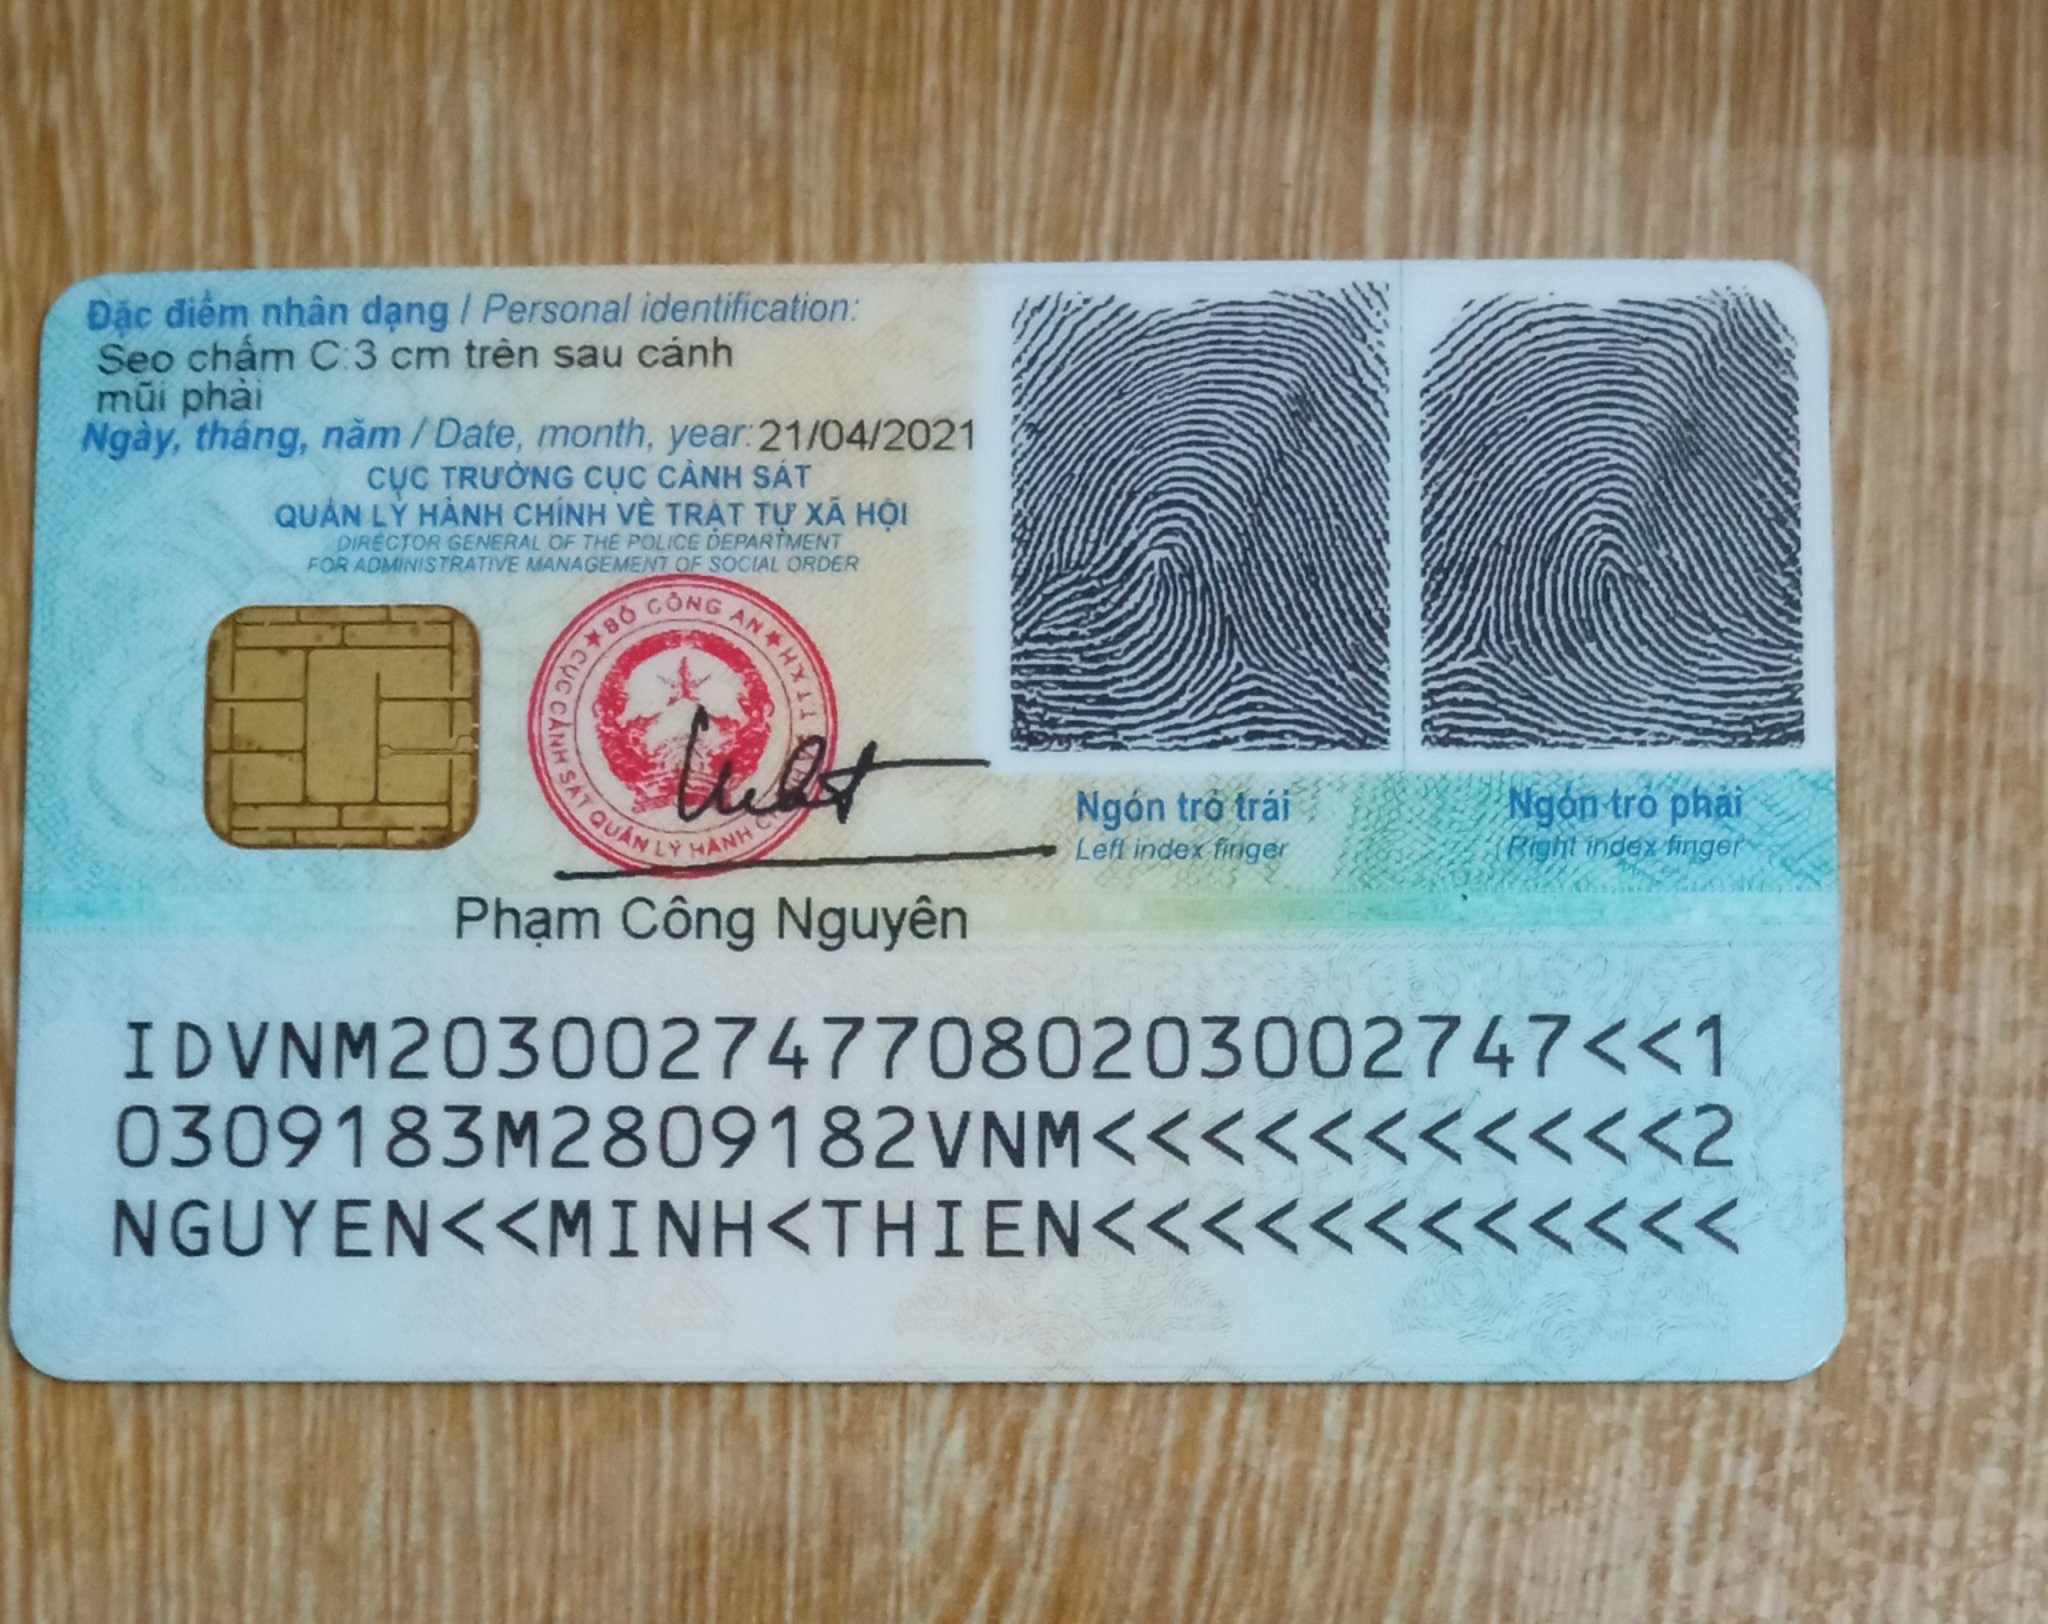 Đặc điểm nhân dạng / Personal identification:
Sẹo chấm C:3 cm trên sau cánh
mũi phải
Ngày, tháng, năm / Date, month, year: 21/04/2021
CỤC TRƯỞNG CỤC CẢNH SÁT
QUẢN LÝ HÀNH CHÍNH VỀ TRẬT TỰ XÃ HỘI
DIRECTOR GENERAL OF THE POLICE DEPARTMENT
FOR ADMINISTRATIVE MANAGEMENT OF SOCIAL ORDER
BỘ CÔNG AN
CỤC CẢNH SÁT QUẢN LÝ HÀNH
Ngón trỏ trái
Left index finger
Ngón trỏ phải
Right index finger
Phạm Công Nguyên
IDVNM2030027477080203002747<<1
0309183M2809182VNM<<<<<<<<<<<2
NGUYEN<<MINH<THIEN<<<<<<<<<<<<